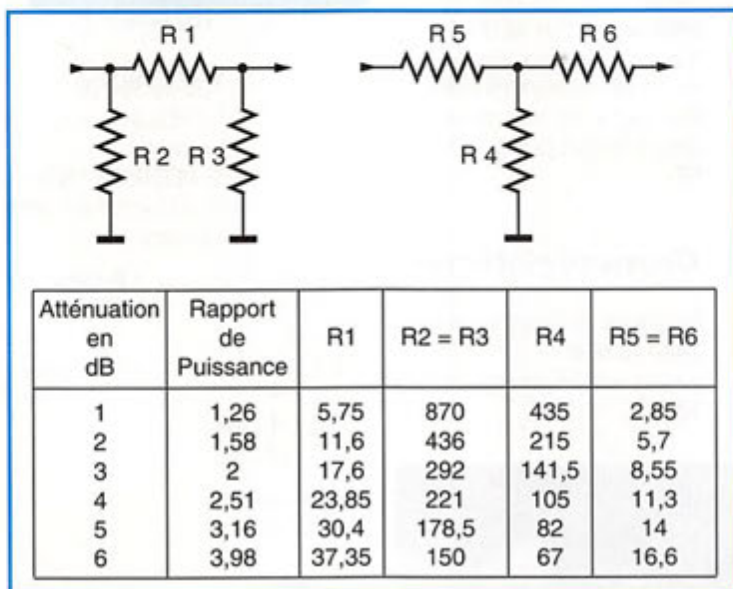 R 1
R 5
R 6
R 2
R 3
R 4
Atténuation en dB
Rapport de Puissance
R1
R2 = R3
R4
R5 = R6
1 1,26 5,75 870 435 2,85
2 1,58 11,6 436 215 5,7
3 2 17,6 292 141,5 8,55
4 2,51 23,85 221 105 11,3
5 3,16 30,4 178,5 82 14
6 3,98 37,35 150 67 16,6